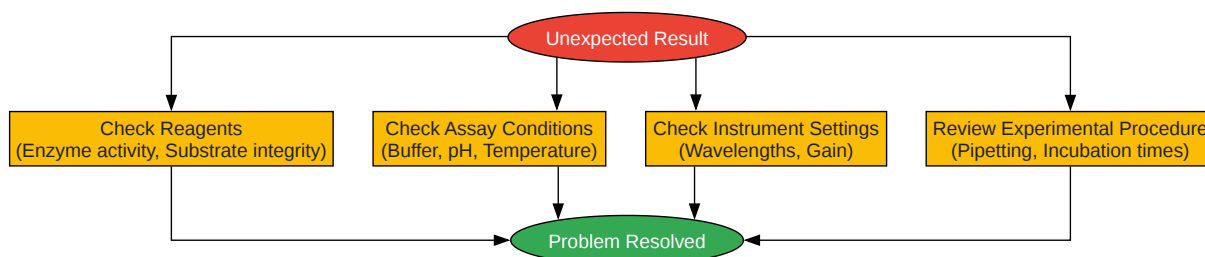 Unexpected Result
Check Reagents
(Enzyme activity, Substrate integrity)
Check Assay Conditions
(Buffer, pH, Temperature)
Check Instrument Settings
(Wavelengths, Gain)
Review Experimental Procedure
(Pipetting, Incubation times)
Problem Resolved